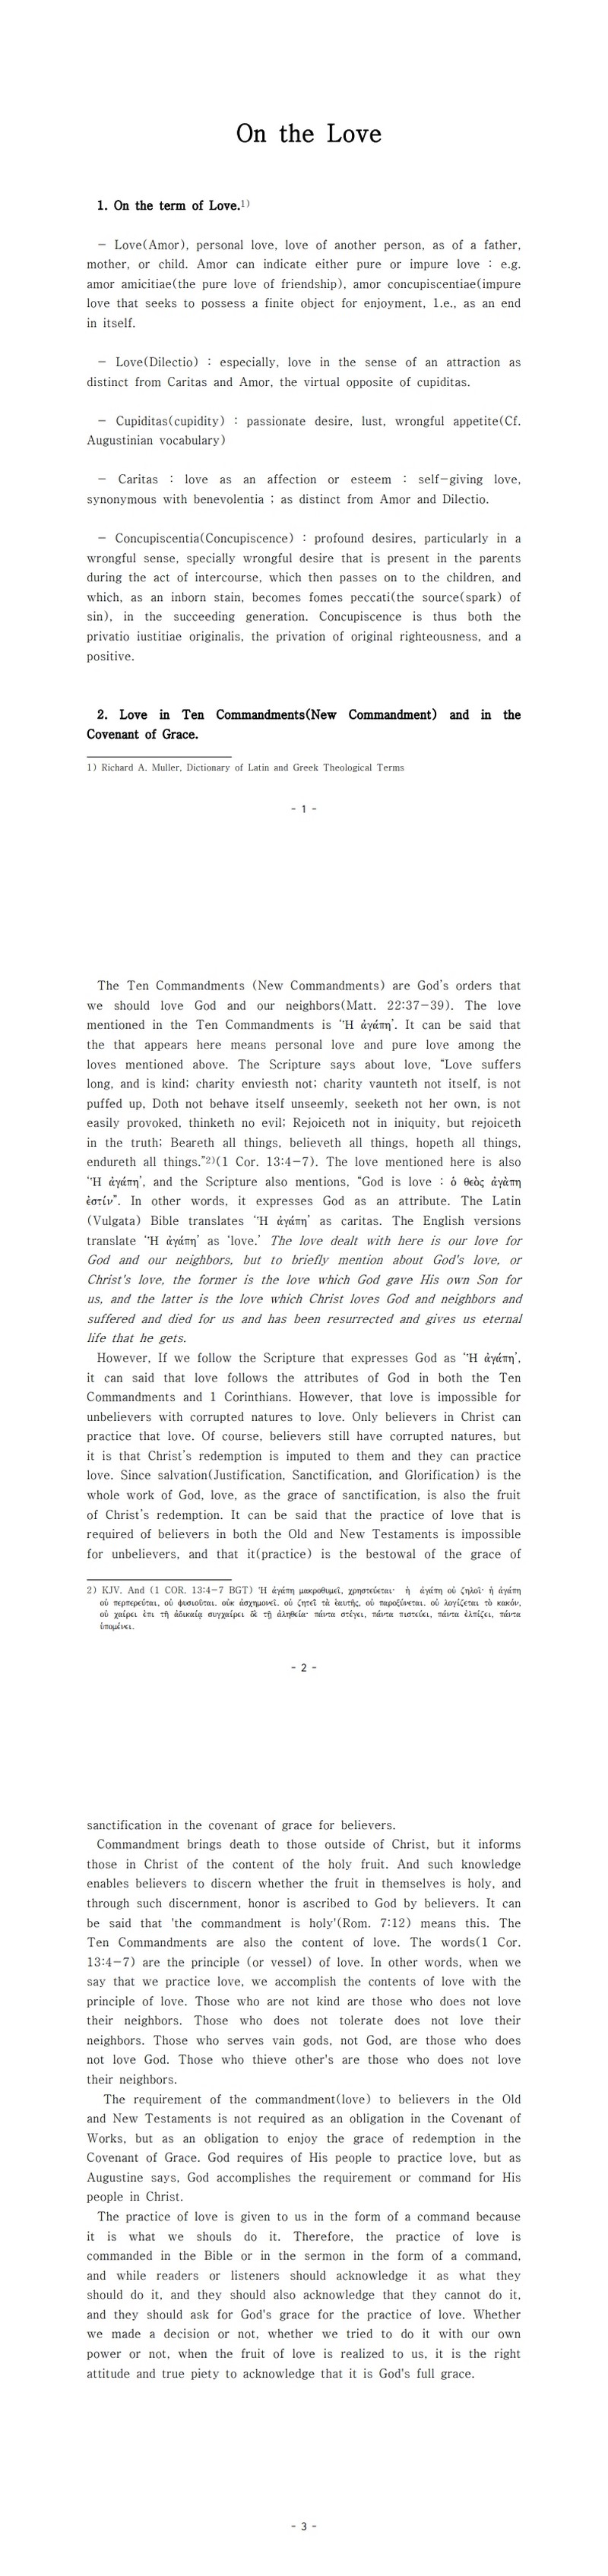 On the Love
1. On the term of Love.1)
- Love(Amor), personal love, love of another person, as of a father,
mother, or child. Amor can indicate either pure or impure love : e.g.
amor amicitiae(the pure love of friendship), amor concupiscentiae(impure
love that seeks to possess a finite object for enjoyment, 1.e., as an end
in itself.
- Love(Dilectio) : especially, love in the sense of an attraction as
distinct from Caritas and Amor, the virtual opposite of cupiditas.
- Cupiditas(cupidity) : passionate desire, lust, wrongful appetite(Cf.
Augustinian vocabulary)
- Caritas : love as an affection or esteem : self-giving love,
synonymous with benevolentia ; as distinct from Amor and Dilectio.
- Concupiscentia(Concupiscence) : profound desires, particularly in a
wrongful sense, specially wrongful desire that is present in the parents
during the act of intercourse, which then passes on to the children, and
which, as an inborn stain, becomes fomes peccati(the source(spark) of
sin), in the succeeding generation. Concupiscence is thus both the
privatio iustitiae originalis, the privation of original righteousness, and a
positive.
2. Love in Ten Commandments(New Commandment) and in the
Covenant of Grace.
1) Richard A. Muller, Dictionary of Latin and Greek Theological Terms
- 1 -
The Ten Commandments (New Commandments) are God's orders that
we should love God and our neighbors(Matt. 22:37-39). The love
mentioned in the Ten Commandments is ‘Ἡ ἀγάπη’. It can be said that
the that appears here means personal love and pure love among the
loves mentioned above. The Scripture says about love, “Love suffers
long, and is kind; charity enviesth not; charity vaunteth not itself, is not
puffed up, Doth not behave itself unseemly, seeketh not her own, is not
easily provoked, thinketh no evil; Rejoiceth not in iniquity, but rejoiceth
in the truth; Beareth all things, believeth all things, hopeth all things,
endureth all things.”2)(1 Cor. 13:4-7). The love mentioned here is also
‘Ἡ ἀγάπη’, and the Scripture also mentions, “God is love : ὁ θεὸς ἀγὰπη
ἐστίν”. In other words, it expresses God as an attribute. The Latin
(Vulgata) Bible translates ‘Ἡ ἀγάπη’ as caritas. The English versions
translate ‘Ἡ ἀγάπη’ as ‘love.’ The love dealt with here is our love for
God and our neighbors, but to briefly mention about God's love, or
Christ's love, the former is the love which God gave His own Son for
us, and the latter is the love which Christ loves God and neighbors and
suffered and died for us and has been resurrected and gives us eternal
life that he gets.
However, If we follow the Scripture that expresses God as ‘Ἡ ἀγάπη’,
it can said that love follows the attributes of God in both the Ten
Commandments and 1 Corinthians. However, that love is impossible for
unbelievers with corrupted natures to love. Only believers in Christ can
practice that love. Of course, believers still have corrupted natures, but
it is that Christ's redemption is imputed to them and they can practice
love. Since salvation(Justification, Sanctification, and Glorification) is the
whole work of God, love, as the grace of sanctification, is also the fruit
of Christ's redemption. It can be said that the practice of love that is
required of believers in both the Old and New Testaments is impossible
for unbelievers, and that it(practice) is the bestowal of the grace of
2) KJV. And (1 COR. 13:4-7 BGT) Ἡ ἀγάπη μακροθυμεῖ, χρηστεύεται· ἡ ἀγάπη οὐ ζηλοῖ· ἡ ἀγάπη
οὐ περπερεύεται, οὐ φυσιοῦται. οὐκ ἀσχημονεῖ. οὐ ζητεῖ τὰ ἑαυτῆς, οὐ παροξύνεται. οὐ λογίζεται τὸ κακόν,
οὐ χαίρει ἐπι τῆ ἀδικαίᾳ συγχαίρει δὲ τῆ ἀληθείᾳ· πάντα στέγει, πάντα πιστεύει, πάντα ἐλπίζει, πάντα
ὑπομένει.
- 2 -
sanctification in the covenant of grace for believers.
Commandment brings death to those outside of Christ, but it informs
those in Christ of the content of the holy fruit. And such knowledge
enables believers to discern whether the fruit in themselves is holy, and
through such discernment, honor is ascribed to God by believers. It can
be said that 'the commandment is holy'(Rom. 7:12) means this. The
Ten Commandments are also the content of love. The words(1 Cor.
13:4-7) are the principle (or vessel) of love. In other words, when we
say that we practice love, we accomplish the contents of love with the
principle of love. Those who are not kind are those who does not love
their neighbors. Those who does not tolerate does not love their
neighbors. Those who serves vain gods, not God, are those who does
not love God. Those who thieve other's are those who does not love
their neighbors.
The requirement of the commandment(love) to believers in the Old
and New Testaments is not required as an obligation in the Covenant of
Works, but as an obligation to enjoy the grace of redemption in the
Covenant of Grace. God requires of His people to practice love, but as
Augustine says, God accomplishes the requirement or command for His
people in Christ.
The practice of love is given to us in the form of a command because
it is what we shouls do it. Therefore, the practice of love is
commanded in the Bible or in the sermon in the form of a command,
and while readers or listeners should acknowledge it as what they
should do it, and they should also acknowledge that they cannot do it,
and they should ask for God's grace for the practice of love. Whether
we made a decision or not, whether we tried to do it with our own
power or not, when the fruit of love is realized to us, it is the right
attitude and true piety to acknowledge that it is God's full grace.
- 3 -